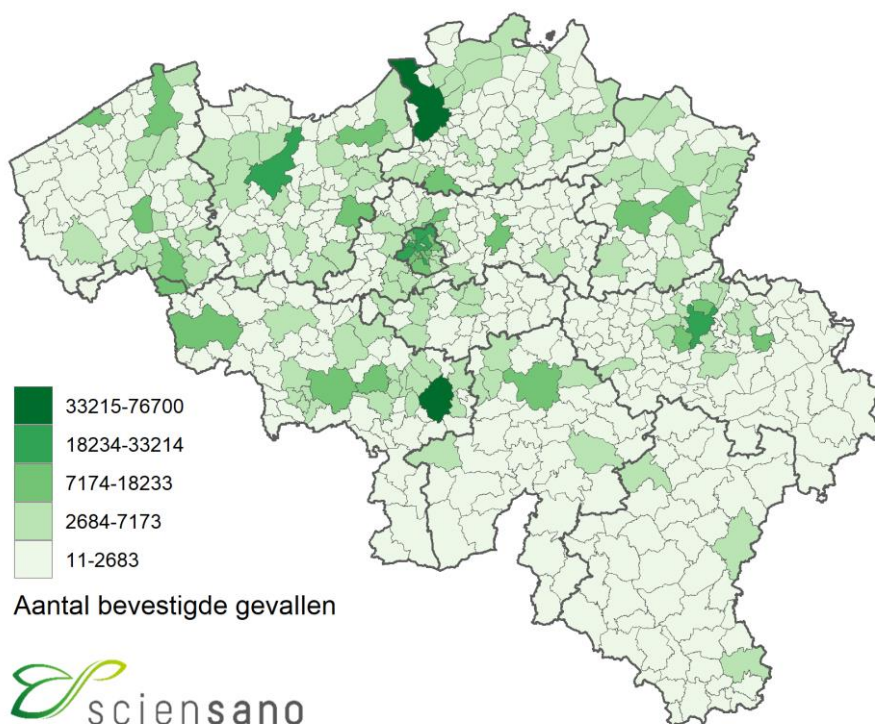 33215-76700
18234-33214
7174-18233
2684-7173
11-2683
Aantal bevestigde gevallen
sciensano